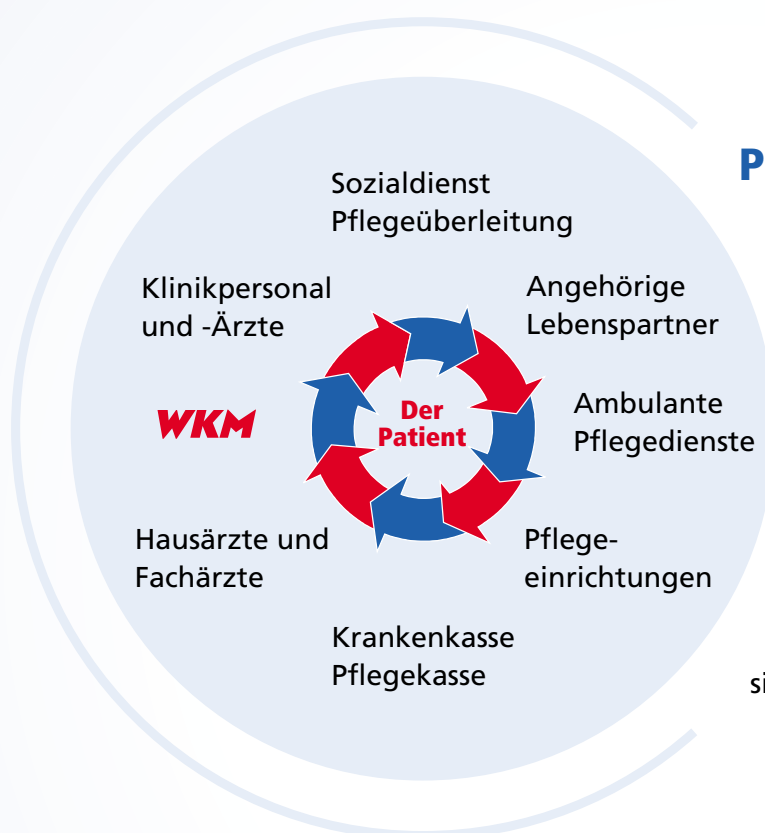 P
Sozialdienst
Pflegeüberleitung
Angehörige
Lebenspartner
Ambulante
Pflegedienste
Pflege-
einrichtungen
Krankenkasse
Pflegekasse
Hausärzte und
Fachärzte
WKM
Klinikpersonal
und -Ärzte
Der
Patient
si